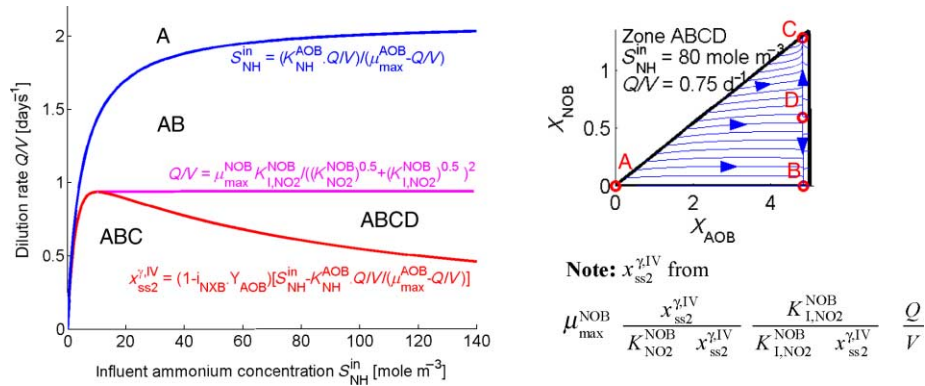 A
S_NH^in = (K_NH^AOB.Q/V)/(μ_max^AOB-Q/V)
AB
Q/V = μ_max^NOB K_I,NO2^NOB/((K_NO2^NOB)^0.5+(K_I,NO2^NOB)^0.5 )^2
ABC
ABCD
x_ss2^γ,IV = (1-i_NXB.Y_AOB)[S_NH^in-K_NH^AOB.Q/V/(μ_max^AOB-Q/V)]
Dilution rate Q/V [days^-1]
2
1.5
1
0.5
0
0 20 40 60 80 100 120 140
Influent ammonium concentration S_NH^in [mole m^-3]
Zone ABCD
S_NH^in = 80 mole m^-3
Q/V = 0.75 d^-1
C
D
A
B
X_NOB
1
0.5
0
0 2 4
X_AOB
Note: x_ss2^γ,IV from
μ_max^NOB x_ss2^γ,IV / K_NO2^NOB x_ss2^γ,IV K_I,NO2^NOB / K_I,NO2^NOB x_ss2^γ,IV Q / V